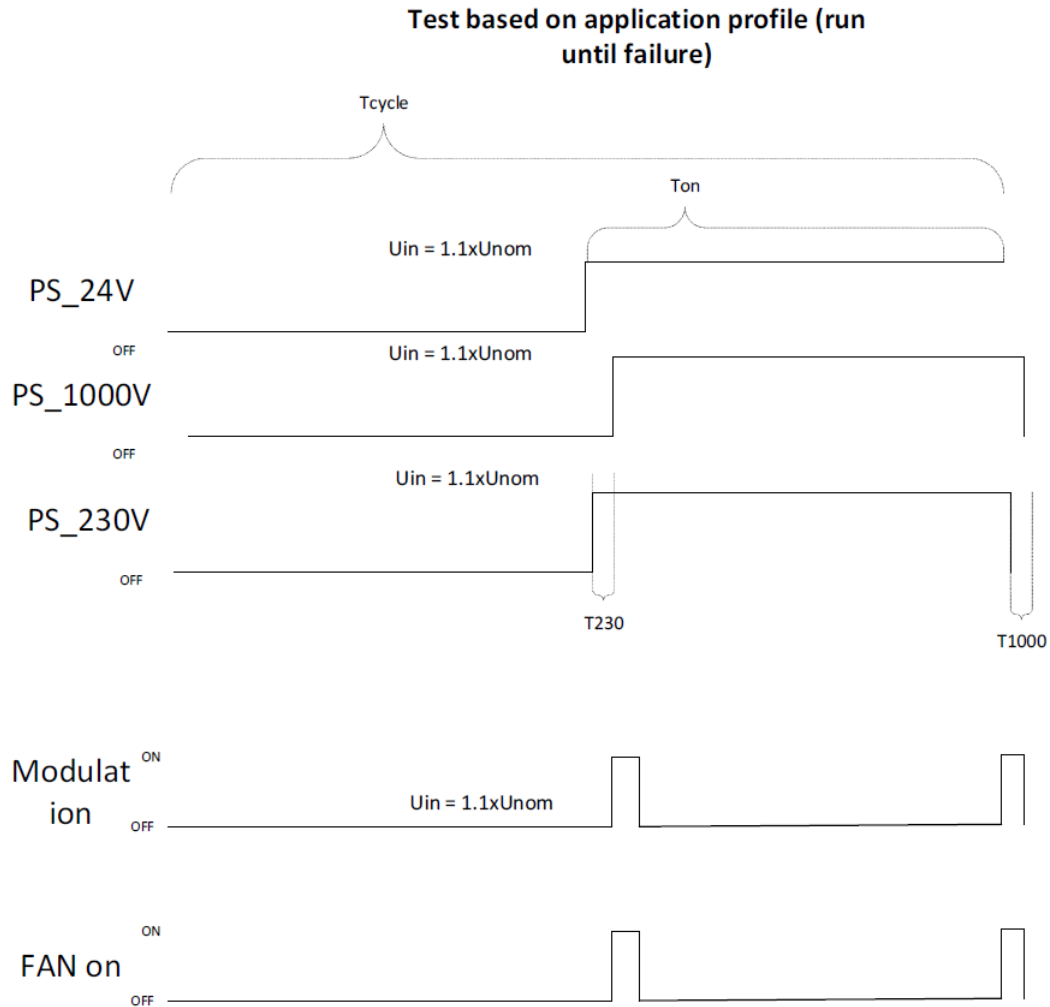 Test based on application profile (run
until failure)
Tcycle
Ton
Uin = 1.1xUnom
PS_24V
OFF
Uin = 1.1xUnom
PS_1000V
OFF
Uin = 1.1xUnom
PS_230V
OFF
T230
T1000
ON
Modulat
ion
Uin = 1.1xUnom
OFF
ON
FAN on
OFF